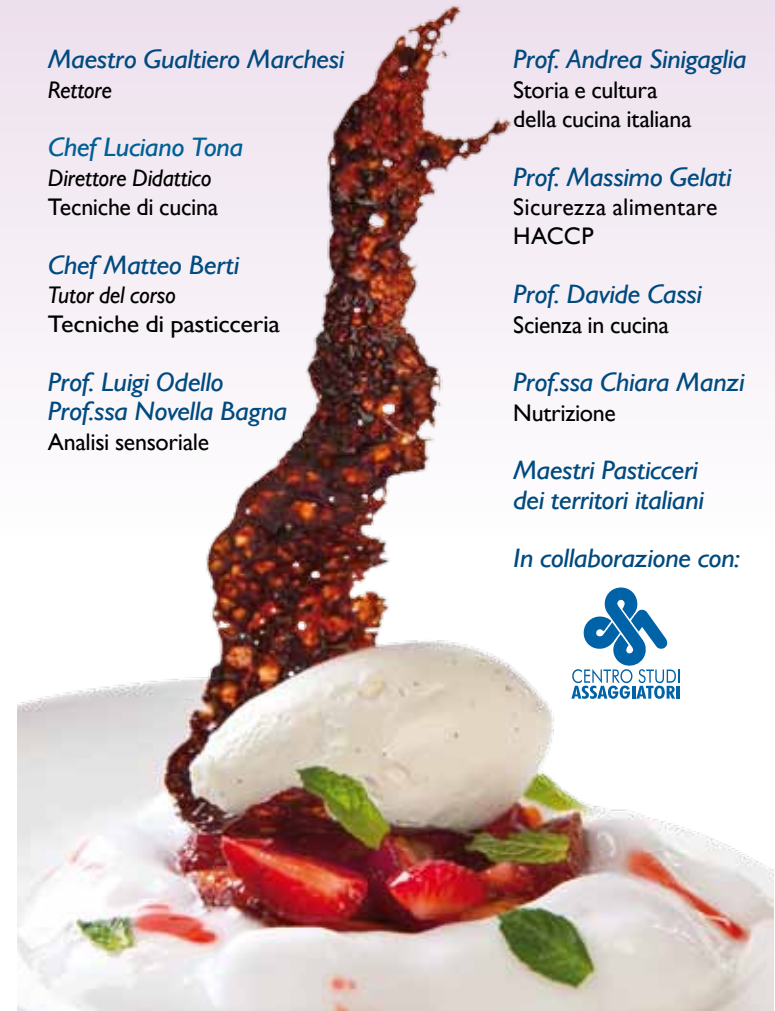 Maestro Gualtiero Marchesi
Rettore
Chef Luciano Tona
Direttore Didattico
Tecniche di cucina
Chef Matteo Berti
Tutor del corso
Tecniche di pasticceria
Prof. Luigi Odello
Prof.ssa Novella Bagna
Analisi sensoriale
Prof. Andrea Sinigaglia
Storia e cultura
della cucina italiana
Prof. Massimo Gelati
Sicurezza alimentare
HACCP
Prof. Davide Cassi
Scienza in cucina
Prof.ssa Chiara Manzi
Nutrizione
Maestri Pasticceri
dei territori italiani
In collaborazione con:
CENTRO STUDI
ASSAGGIATORI